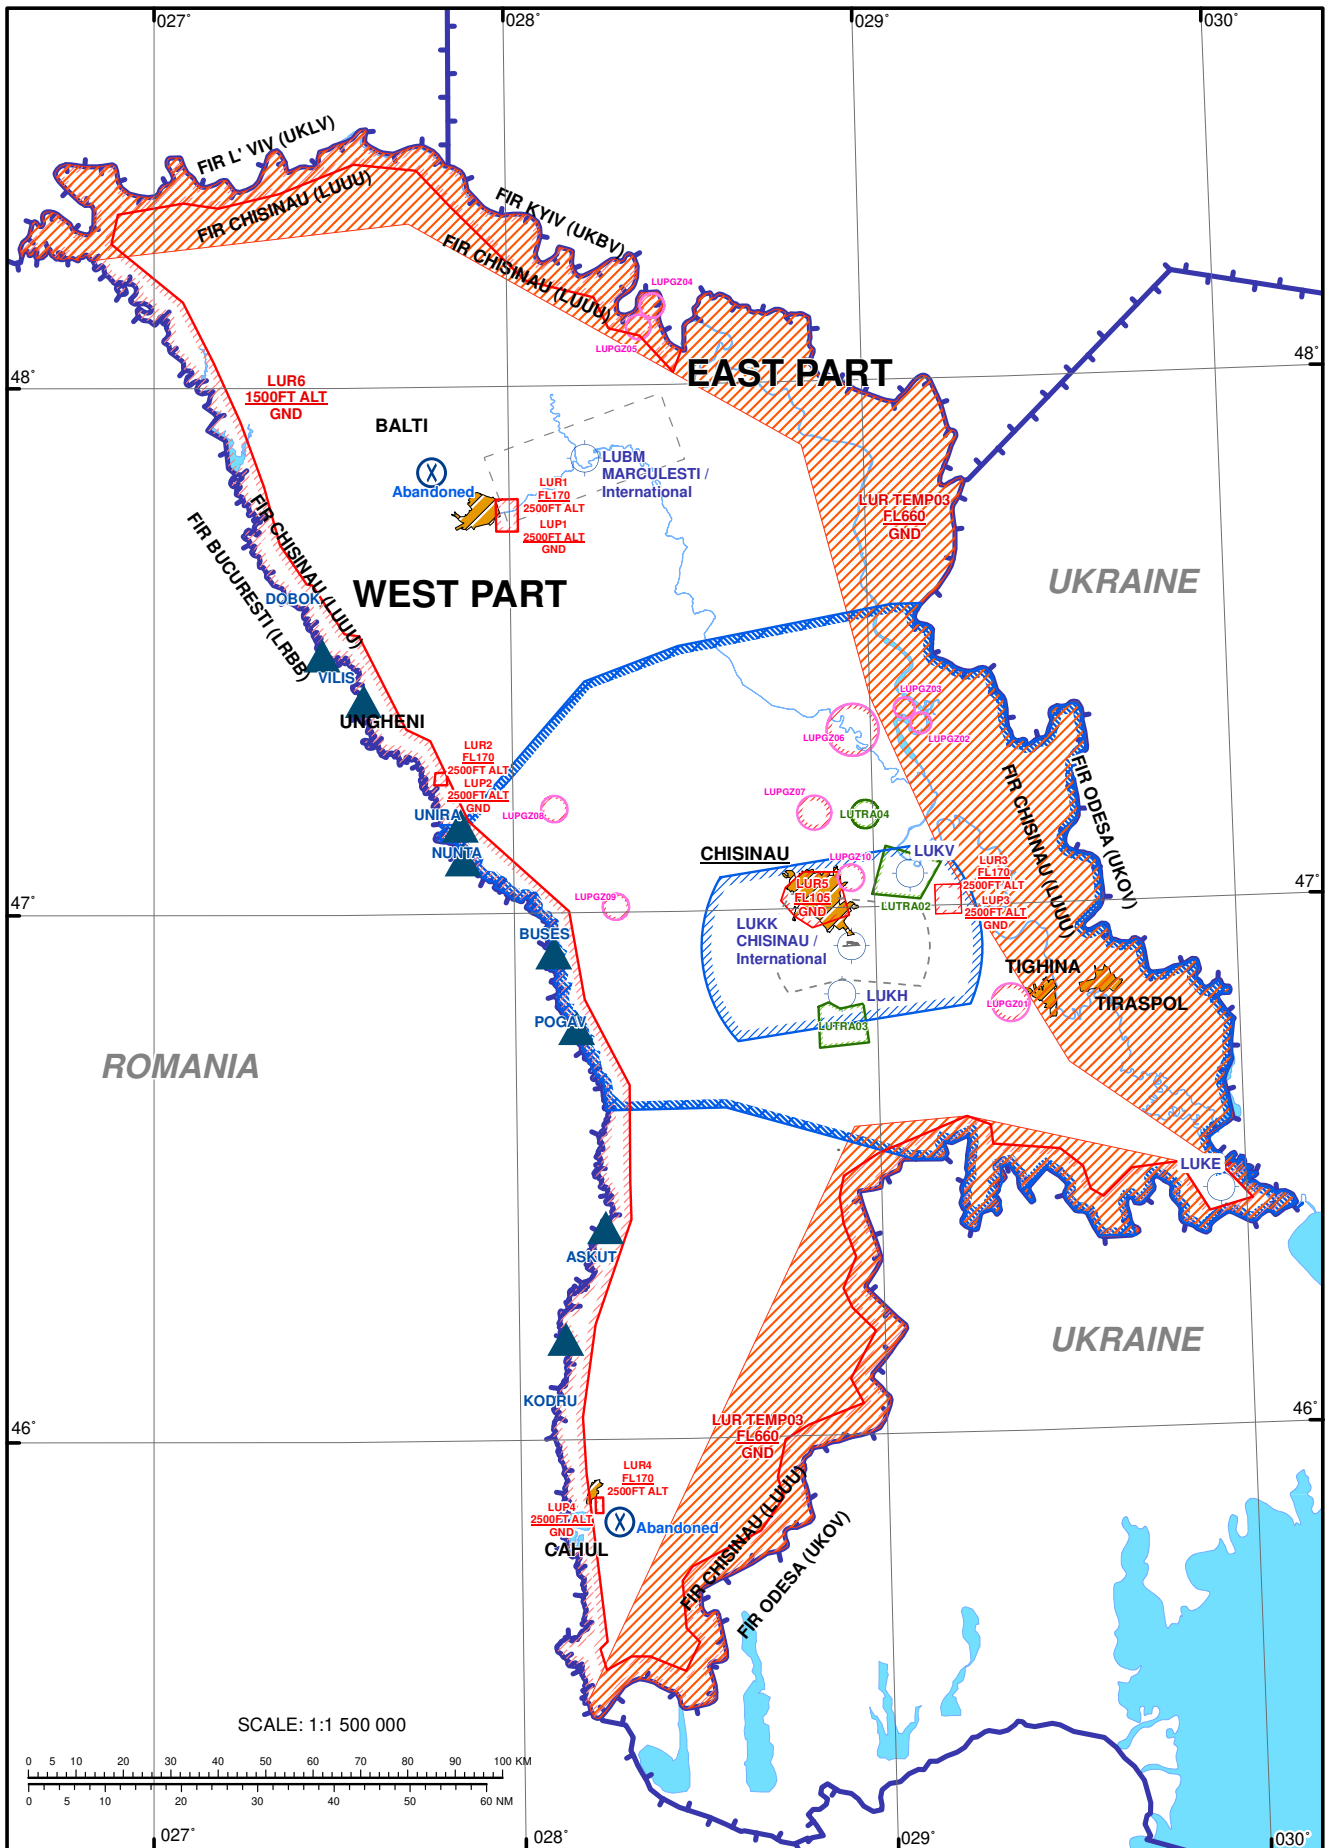 027°
028°
029°
030°
FIR L' VIV (UKLV)
FIR CHISINAU (LUUU)
FIR KYIV (UKBV)
FIR CHISINAU (LUUU)
LUPGZ04
LUPGZ05
EAST PART
48°
48°
LUR6
1500FT ALT
GND
BALTI
Abandoned
LUBM
MARCULESTI /
International
LUR1
FL170
2500FT ALT
LUP1
2500FT ALT
GND
LUR TEMP03
FL660
GND
FIR CHISINAU (LUUU)
FIR BUCURESTI (LRBB)
WEST PART
UKRAINE
DOBOK
VILIS
UNGHENI
LUPGZ03
LUPGZ02
LUPGZ06
LUR2
FL170
2500FT ALT
LUP2
2500FT ALT
GND
FIR ODESA (UKOV)
FIR CHISINAU (LUUU)
LUPGZ07
LUPGZ08
LUTRA04
UNIRA
NUNTA
CHISINAU
LUPGZ10
LUKV
LUR3
FL170
2500FT ALT
LUP3
2500FT ALT
GND
LUR5
FL105
GND
LUTRA02
47°
47°
LUPGZ09
BUSES
LUKK
CHISINAU /
International
TIGHINA
LUKH
LUPGZ01
TIRASPOL
POGAV
LUTRA03
ROMANIA
LUKE
ASKUT
UKRAINE
KODRU
46°
46°
LUR TEMP03
FL660
GND
LUR4
FL170
2500FT ALT
LUP4
2500FT ALT
GND
Abandoned
CAHUL
FIR CHISINAU (LUUU)
FIR ODESA (UKOV)
SCALE: 1:1 500 000
0 5 10 20 30 40 50 60 70 80 90 100 KM
0 5 10 20 30 40 50 60 NM
027°
028°
029°
030°